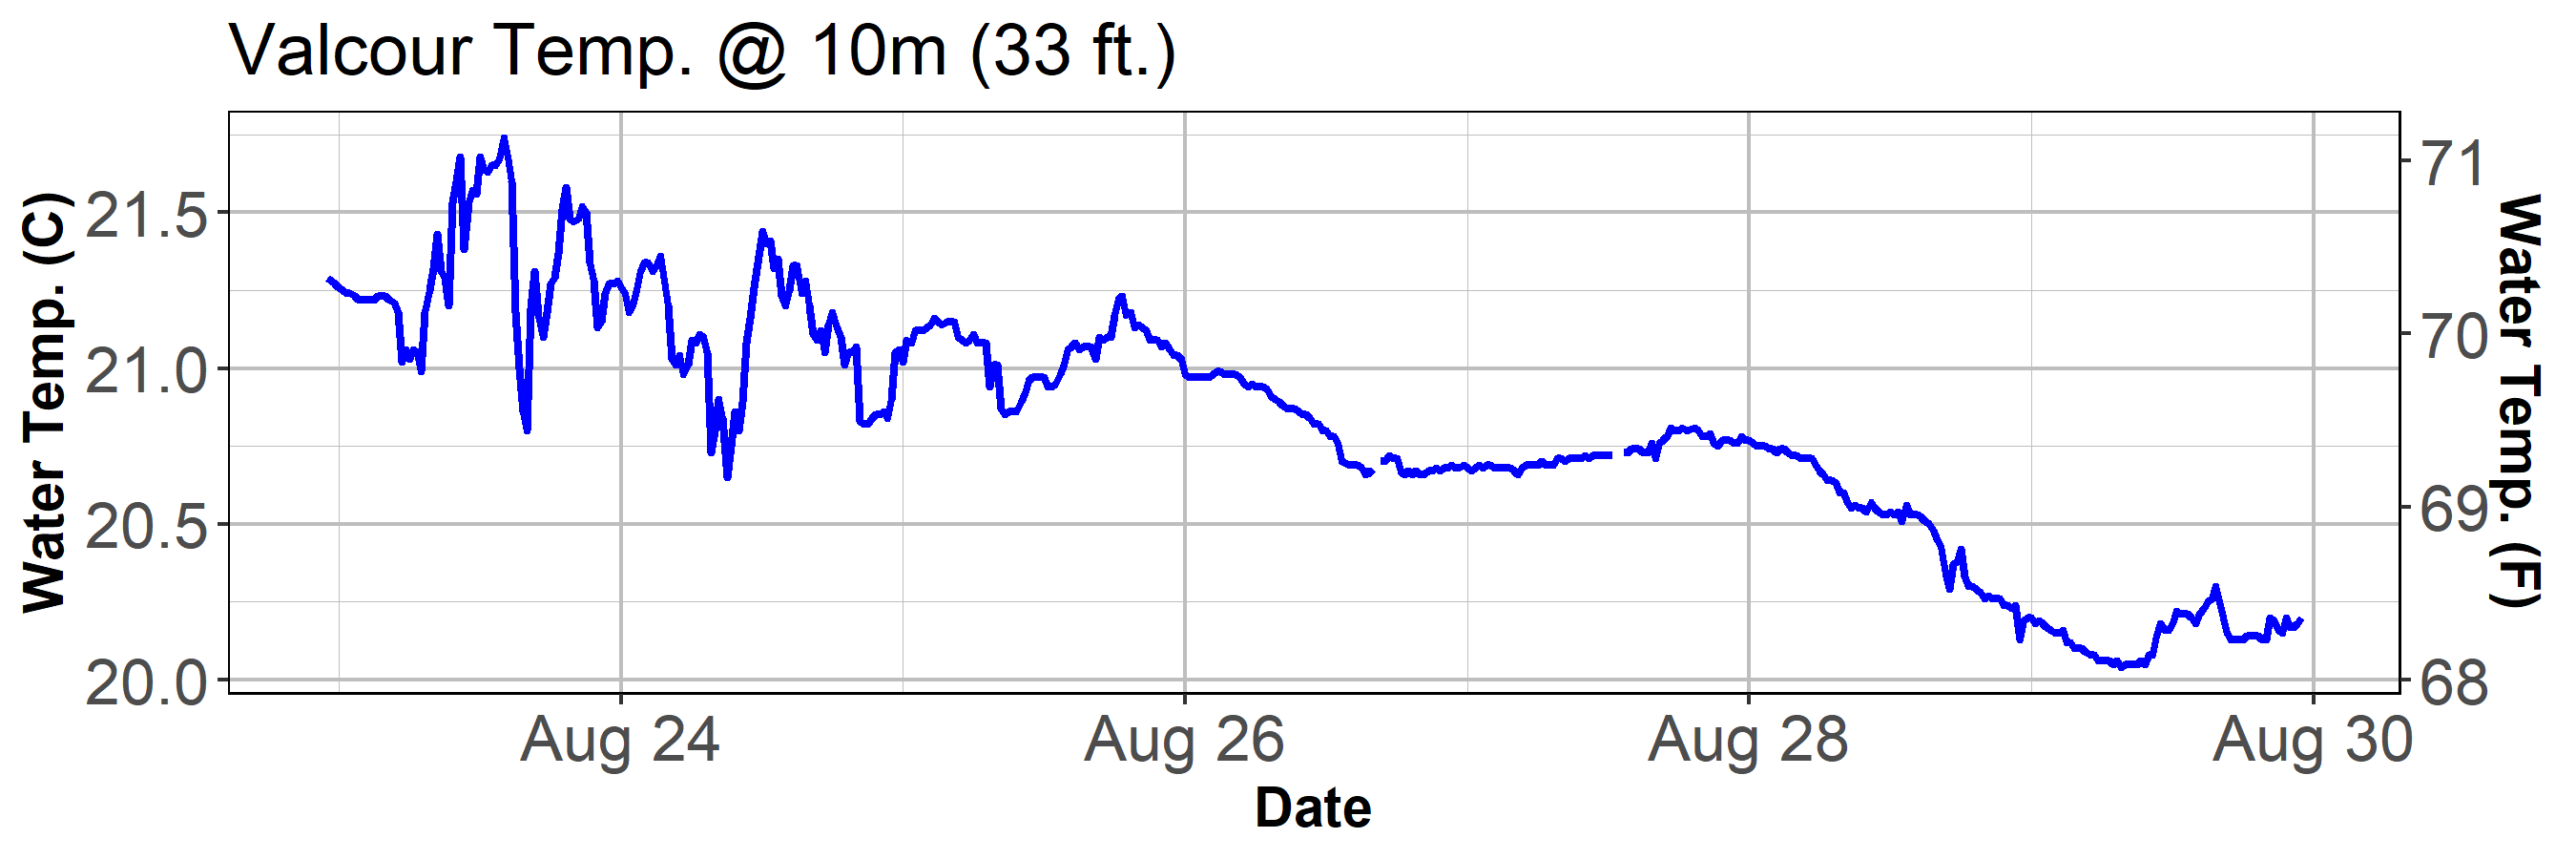 Valcour Temp. @ 10m (33 ft.)
Water Temp. (C)
21.5
21.0
20.5
20.0
71
70
69
68
Water Temp. (F)
Aug 24
Aug 26
Aug 28
Aug 30
Date